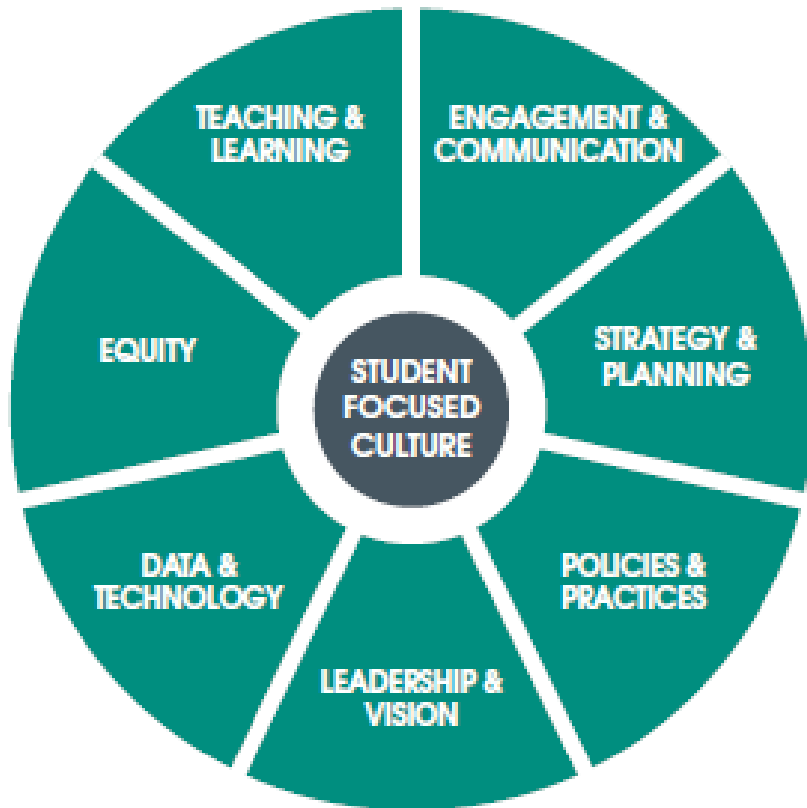 TEACHING &
LEARNING
ENGAGEMENT &
COMMUNICATION
EQUITY
STRATEGY &
PLANNING
STUDENT
FOCUSED
CULTURE
DATA &
TECHNOLOGY
POLICIES &
PRACTICES
LEADERSHIP &
VISION